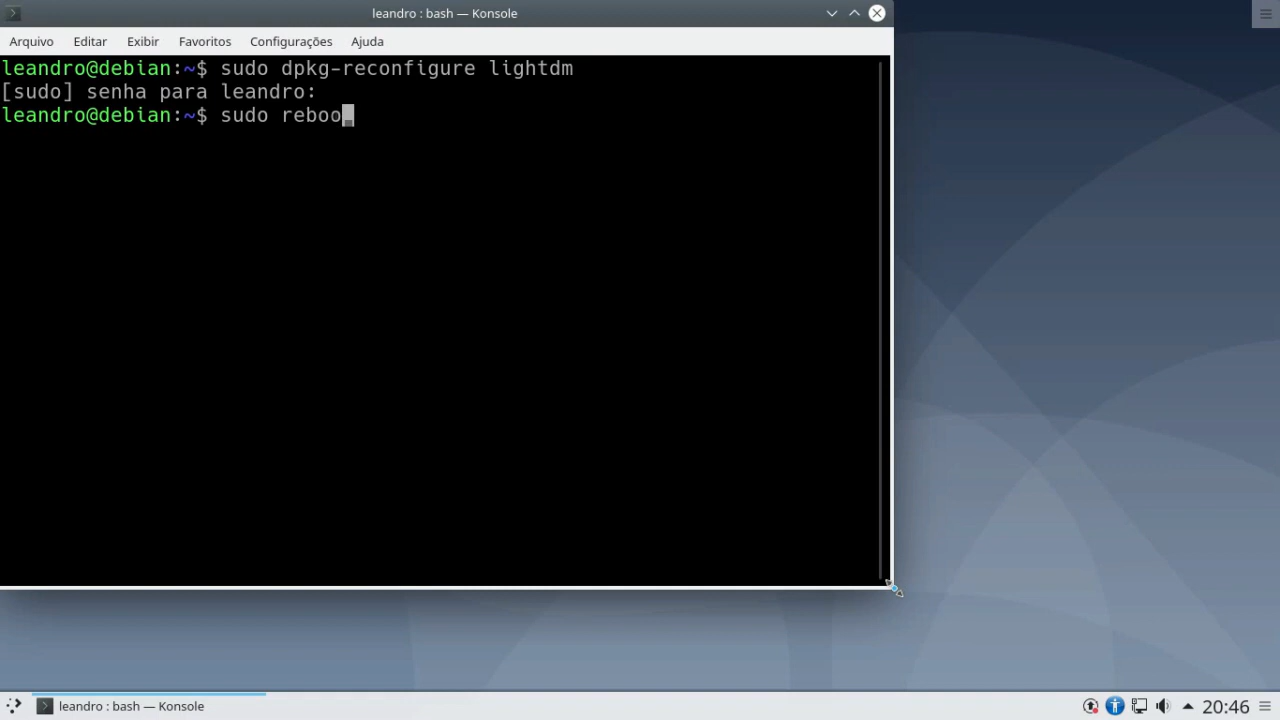 leandro : bash — Konsole
Arquivo Editar Exibir Favoritos Configurações Ajuda
leandro@debian:~$ sudo dpkg-reconfigure lightdm
[sudo] senha para leandro:
leandro@debian:~$ sudo reboo
leandro : bash — Konsole
20:46